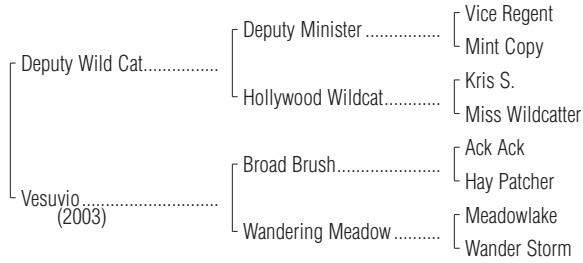 Vice Regent
Deputy Minister ................
Mint Copy
Deputy Wild Cat...............
Kris S.
Hollywood Wildcat...........
Miss Wildcatter
Ack Ack
Broad Brush.....................
Hay Patcher
Vesuvio...........................
(2003)
Meadowlake
Wandering Meadow ..........
Wander Storm